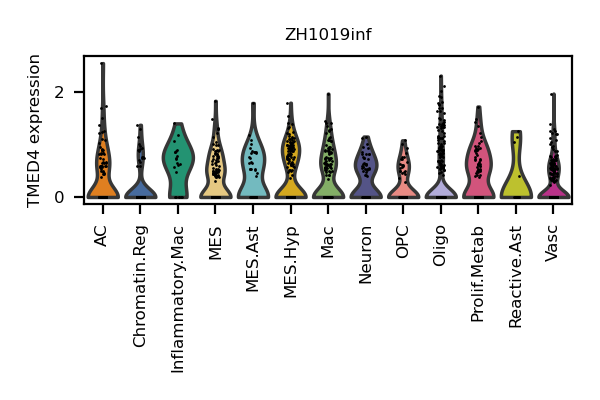 ZH1019inf
TMED4 expression
2
0
AC
Chromatin.Reg
Inflammatory.Mac
MES
MES.Ast
MES.Hyp
Mac
Neuron
OPC
Oligo
Prolif.Metab
Reactive.Ast
Vasc